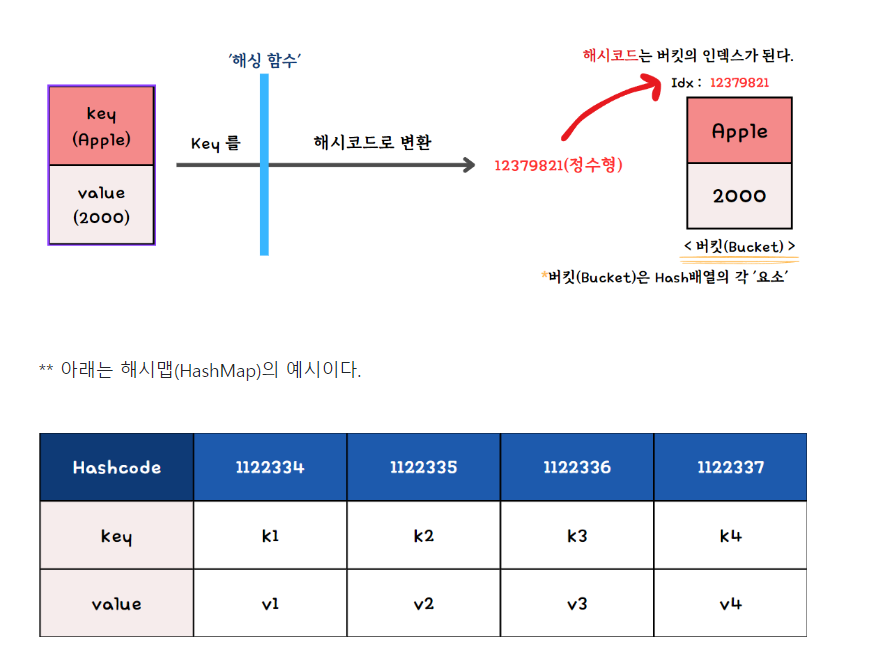 '해싱 함수'
해시코드는 버킷의 인덱스가 된다.
Idx : 12379821
key
(Apple)
Key 를
해시코드로 변환
Apple
12379821(정수형)
value
(2000)
2000
< 버킷(Bucket) >
*버킷(Bucket)은 Hash배열의 각 '요소'
** 아래는 해시맵(HashMap)의 예시이다.
Hashcode 1122334 1122335 1122336 1122337
key k1 k2 k3 k4
value v1 v2 v3 v4